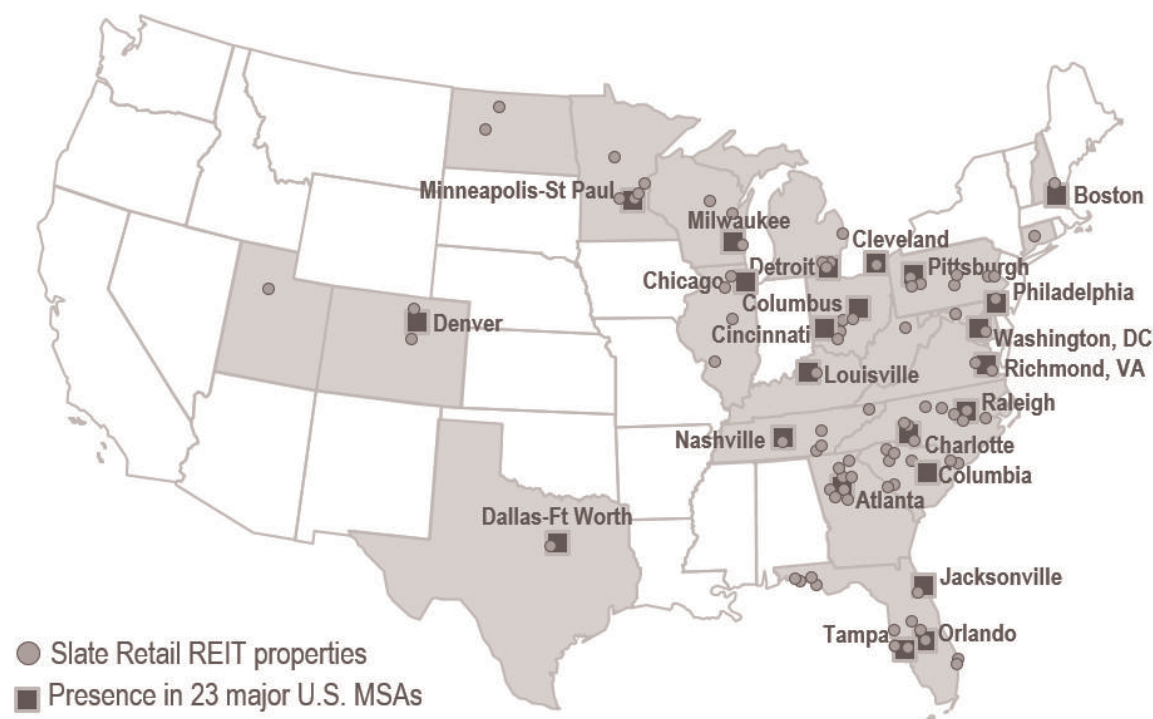 Minneapolis-St Paul
Boston
Milwaukee
Cleveland
Chicago
Detroit
Pittsburgh
Columbus
Philadelphia
Denver
Cincinnati
Washington, DC
Louisville
Richmond, VA
Raleigh
Nashville
Charlotte
Columbia
Atlanta
Dallas-Ft Worth
Jacksonville
Tampa
Orlando
Slate Retail REIT properties
Presence in 23 major U.S. MSAs